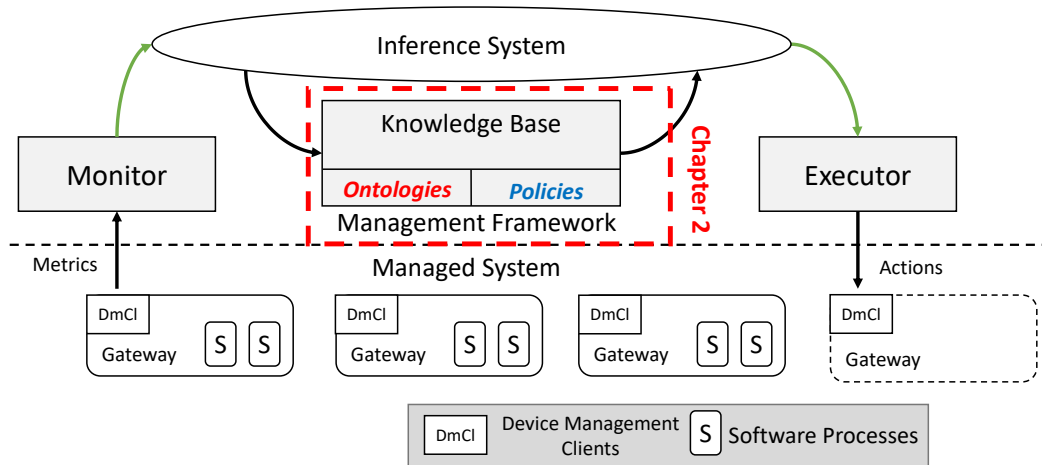 Inference System
Knowledge Base
Ontologies
Policies
Management Framework
Chapter 2
Monitor
Executor
Metrics
Managed System
Actions
DmCl
Gateway
S
S
DmCl
Gateway
S
S
DmCl
Gateway
S
S
DmCl
Gateway
DmCl
Device Management
Clients
S
Software Processes